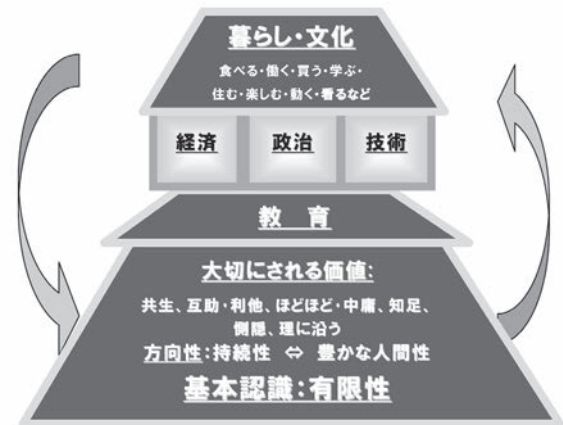 暮らし・文化
食べる・働く・買う・学ぶ・
住む・楽しむ・動く・看るなど
経済 政治 技術
教 育
大切にされる価値:
共生、互助・利他、ほどほど・中庸、知足、
惻隠、理に沿う
方向性:持続性 ⇔ 豊かな人間性
基本認識:有限性